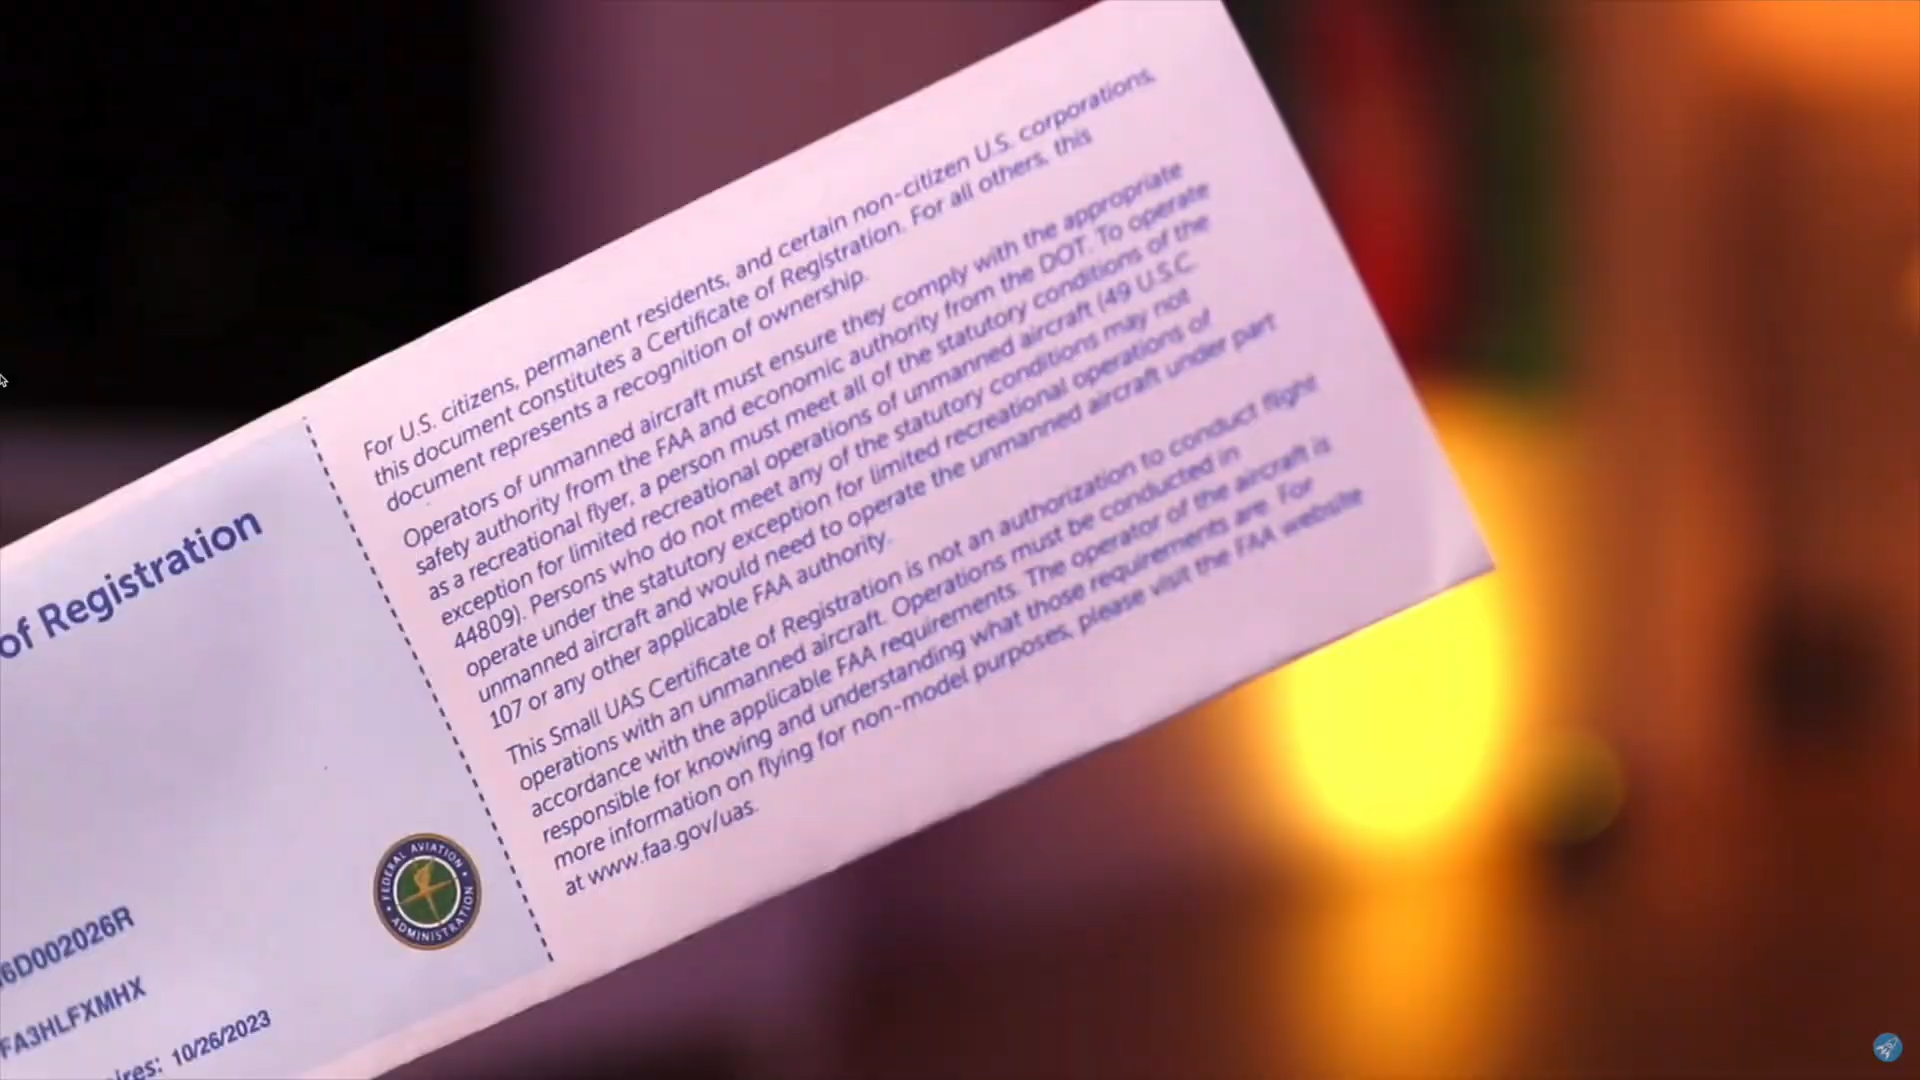 of Registration
6D002026R
FA3HLFXMHX
ires: 10/26/2023
FEDERAL AVIATION
ADMINISTRATION
For U.S. citizens, permanent residents, and certain non-citizen U.S. corporations,
this document constitutes a Certificate of Registration. For all others, this
document represents a recognition of ownership.
Operators of unmanned aircraft must ensure they comply with the appropriate
safety authority from the FAA and economic authority from the DOT. To operate
as a recreational flyer, a person must meet all of the statutory conditions of the
exception for limited recreational operations of unmanned aircraft (49 U.S.C.
44809). Persons who do not meet any of the statutory conditions may not
operate under the statutory exception for limited recreational operations of
unmanned aircraft and would need to operate the unmanned aircraft under part
107 or any other applicable FAA authority.
This Small UAS Certificate of Registration is not an authorization to conduct flight
operations with an unmanned aircraft. Operations must be conducted in
accordance with the applicable FAA requirements. The operator of the aircraft is
responsible for knowing and understanding what those requirements are. For
more information on flying for non-model purposes, please visit the FAA website
at www.faa.gov/uas.